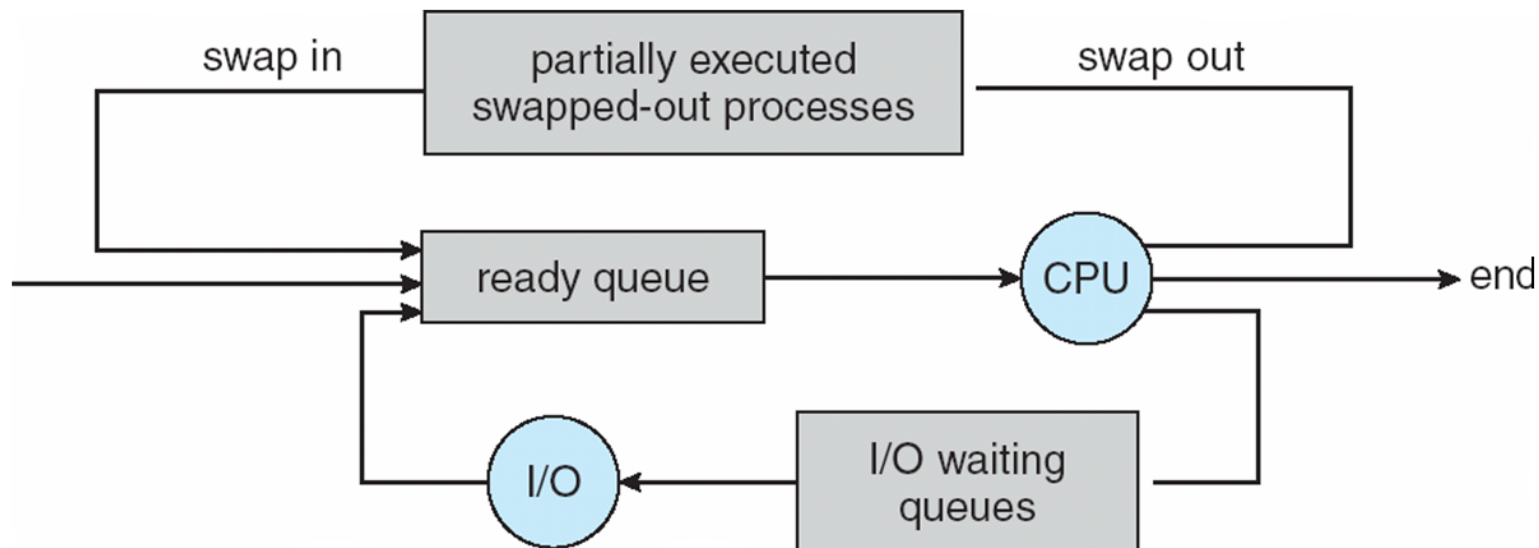 swap in
partially executed
swapped-out processes
swap out
ready queue
CPU
end
I/O
I/O waiting
queues